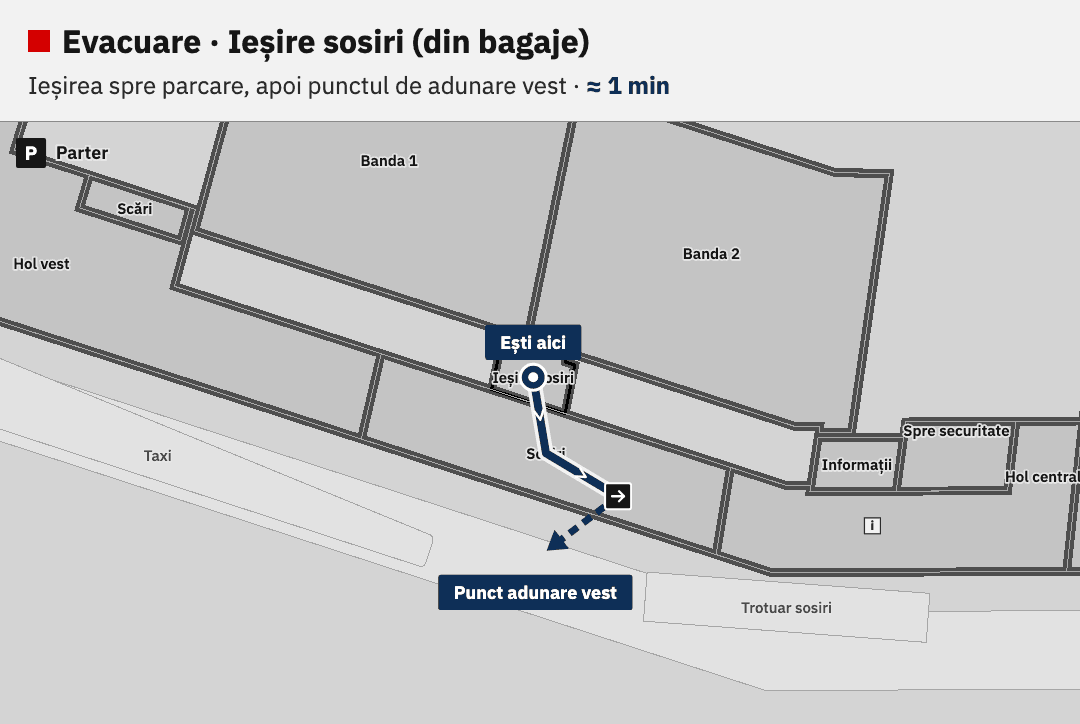 Evacuare · Ieșire sosiri (din bagaje)
Ieșirea spre parcare, apoi punctul de adunare vest · ≈ 1 min
P Parter
Banda 1
Scări
Banda 2
Hol vest
Ești aici
Spre securitate
Taxi
Informații
Hol central
i
Punct adunare vest
Trotuar sosiri